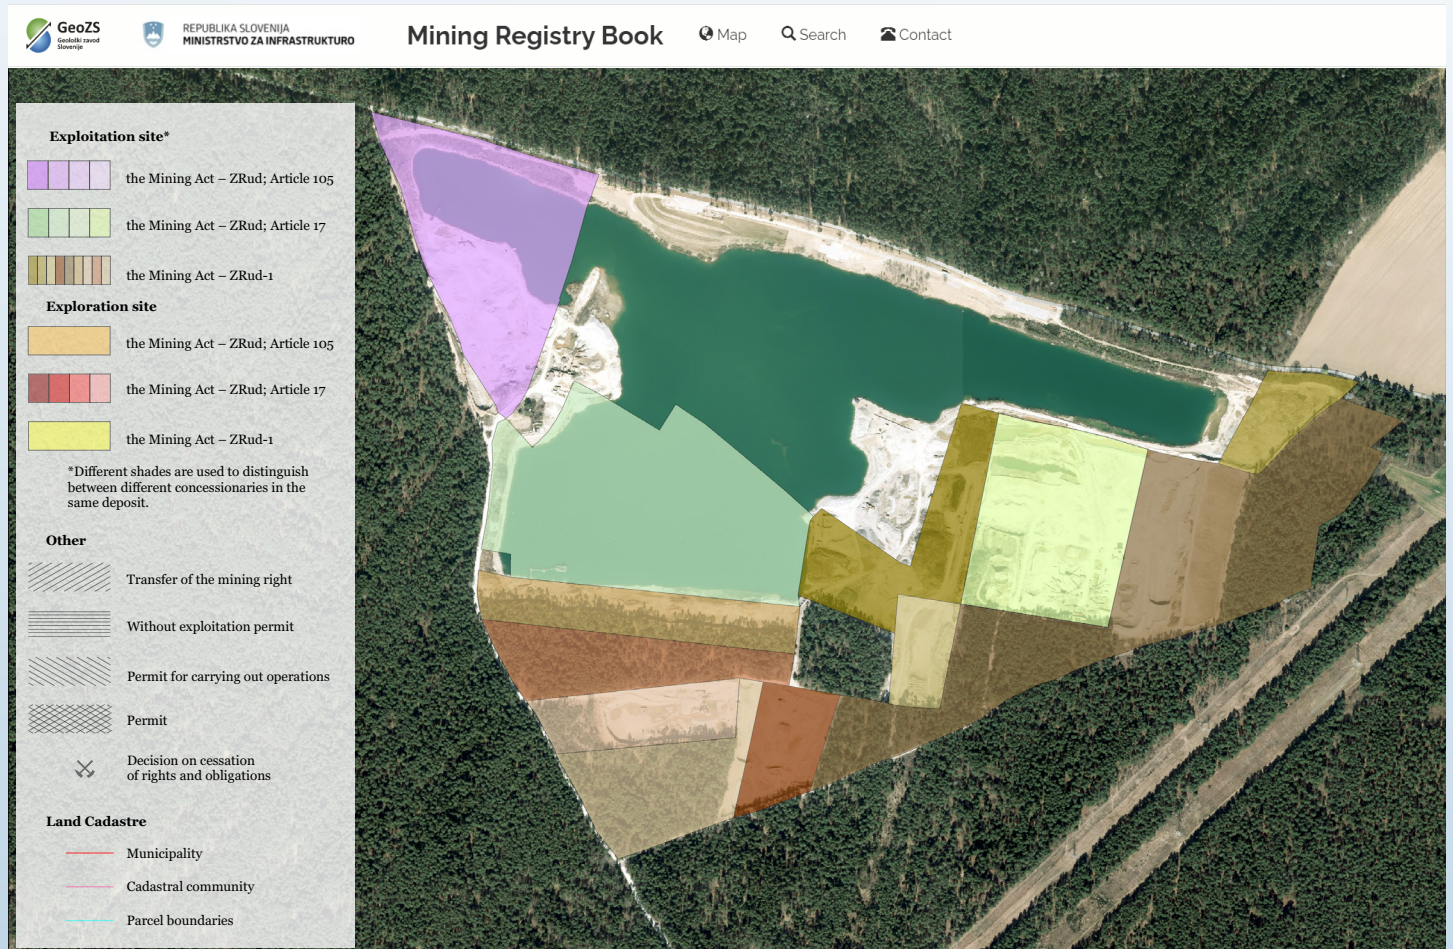 GeoZS
Geološki zavod
Slovenije
REPUBLIKA SLOVENIJA
MINISTRSTVO ZA INFRASTRUKTURO
Mining Registry Book
Map
Search
Contact
Exploitation site*
the Mining Act – ZRud; Article 105
the Mining Act – ZRud; Article 17
the Mining Act – ZRud-1
Exploration site
the Mining Act – ZRud; Article 105
the Mining Act – ZRud; Article 17
the Mining Act – ZRud-1
*Different shades are used to distinguish
between different concessionaries in the
same deposit.
Other
Transfer of the mining right
Without exploitation permit
Permit for carrying out operations
Permit
Decision on cessation
of rights and obligations
Land Cadastre
Municipality
Cadastral community
Parcel boundaries